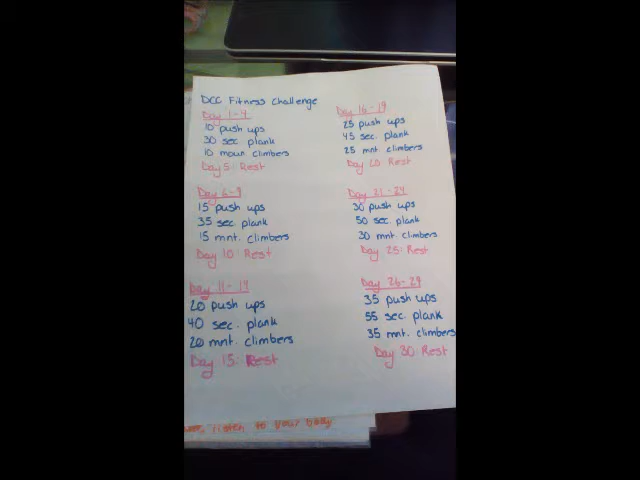 DCC Fitness Challenge
Day 1-4
10 push ups
30 sec. plank
10 moun. climbers
Day 5: Rest
Day 6-9
15 push ups
35 sec. plank
15 mnt. climbers
Day 10: Rest
Day 11-14
20 push ups
40 sec. plank
20 mnt. climbers
Day 15: Rest
Day 16-19
25 push ups
45 sec. plank
25 mnt. climbers
Day 20 Rest
Day 21-24
30 push ups
50 sec. plank
30 mnt. climbers
Day 25: Rest
Day 26-29
35 push ups
55 sec. plank
35 mnt. climbers
Day 30: Rest
listen to your body